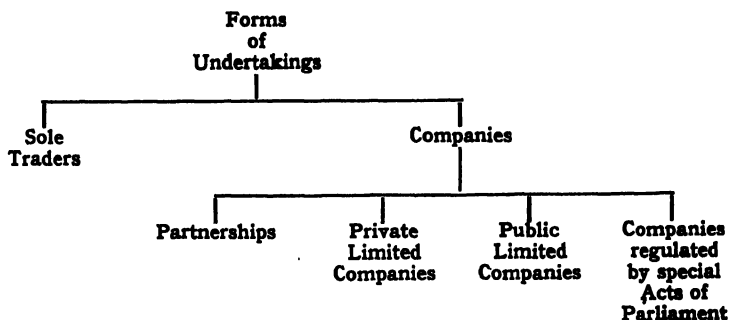 Forms
of
Undertakings
Sole
Traders
Companies
Partnerships
Private
Limited
Companies
Public
Limited
Companies
Companies
regulated
by special
Acts of
Parliament